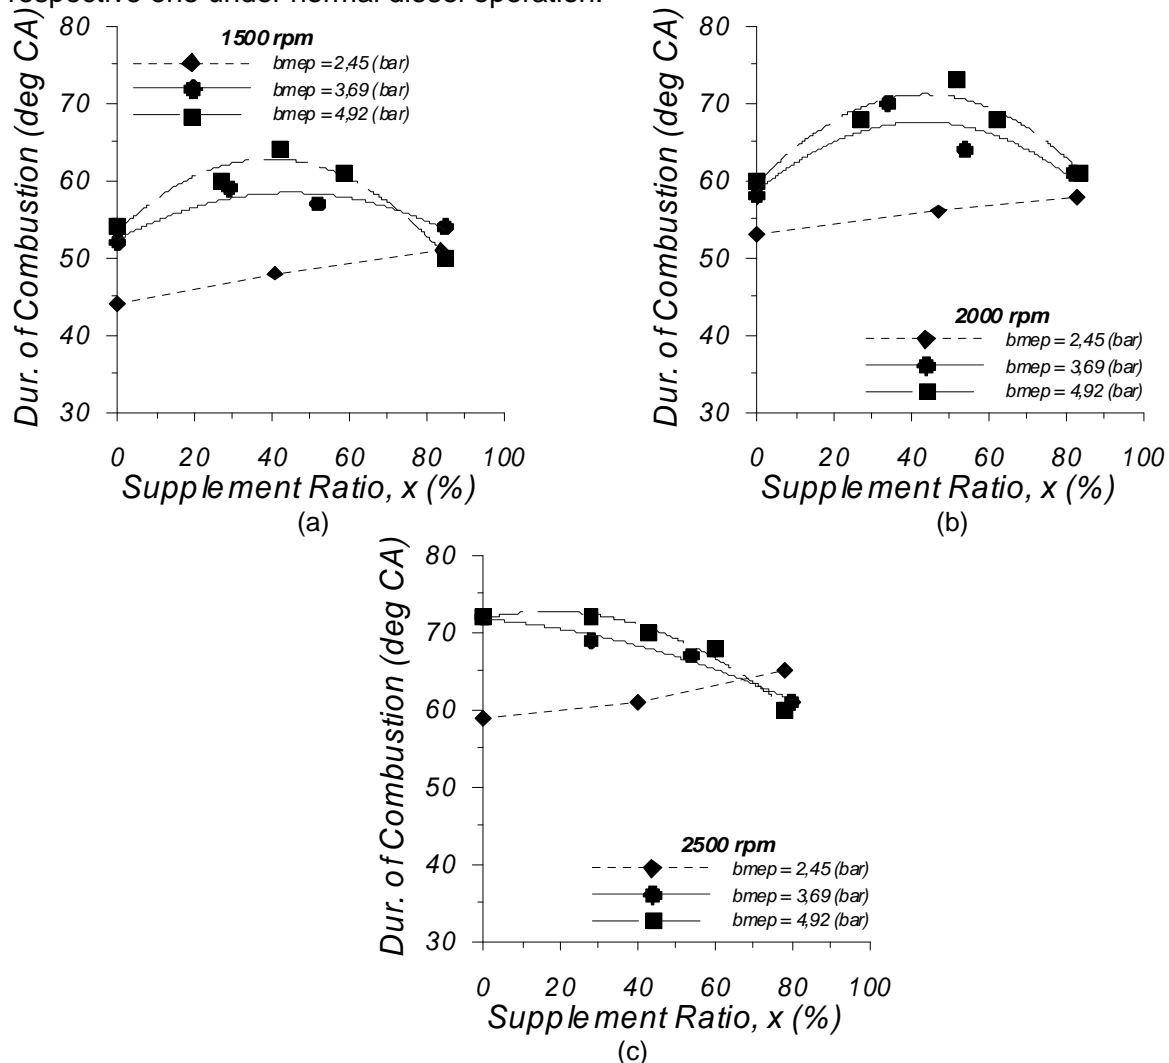 respective one under normal diesel operation.
80
70
60
50
40
30
Dur. of Combustion (deg CA)
1500 rpm
bmep = 2,45 (bar)
bmep = 3,69 (bar)
bmep = 4,92 (bar)
0 20 40 60 80 100
Supplement Ratio, x (%)
(a)
80
70
60
50
40
30
Dur. of Combustion (deg CA)
2000 rpm
bmep = 2,45 (bar)
bmep = 3,69 (bar)
bmep = 4,92 (bar)
0 20 40 60 80 100
Supplement Ratio, x (%)
(b)
80
70
60
50
40
30
Dur. of Combustion (deg CA)
2500 rpm
bmep = 2,45 (bar)
bmep = 3,69 (bar)
bmep = 4,92 (bar)
0 20 40 60 80 100
Supplement Ratio, x (%)
(c)